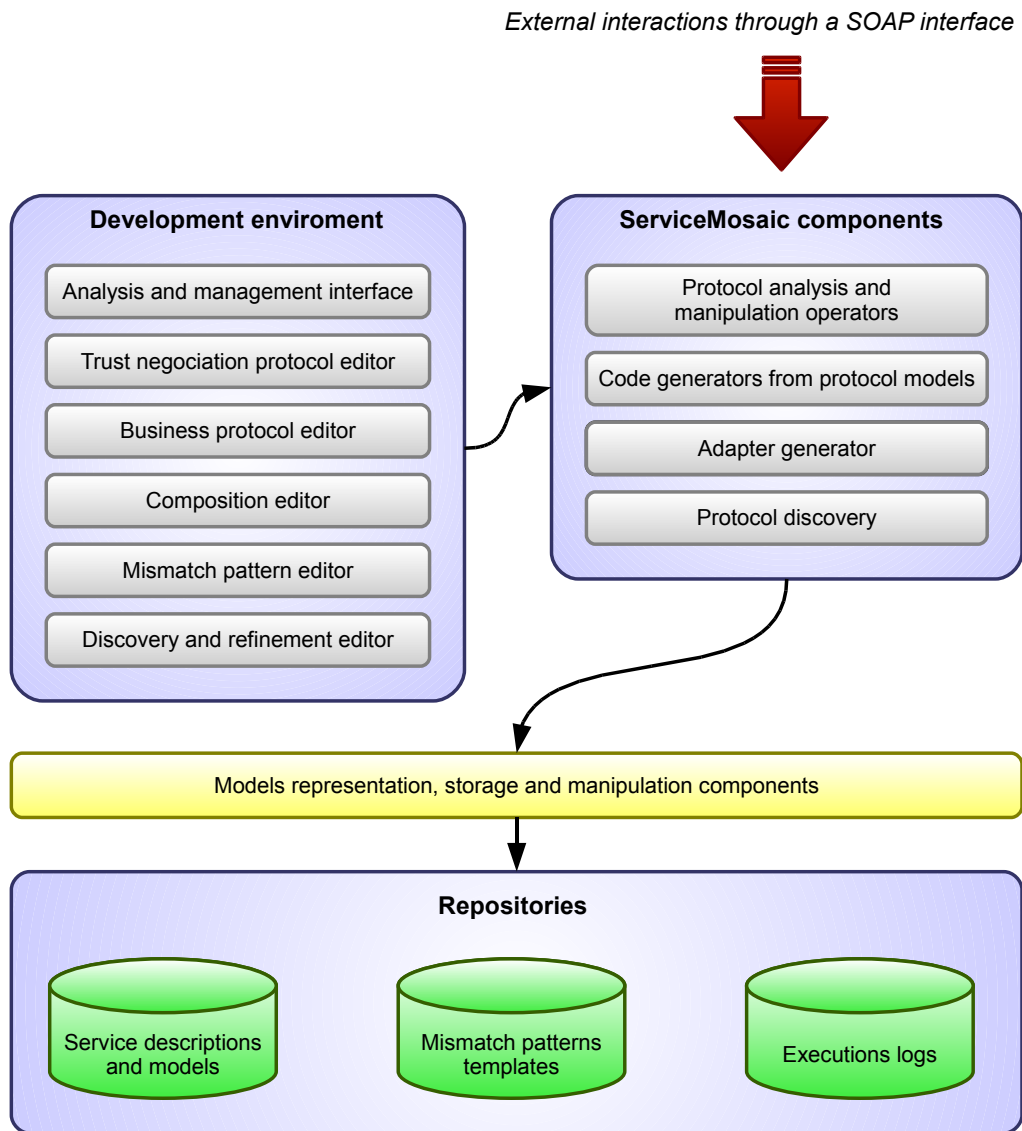 External interactions through a SOAP interface
Development enviroment
Analysis and management interface
Trust negociation protocol editor
Business protocol editor
Composition editor
Mismatch pattern editor
Discovery and refinement editor
ServiceMosaic components
Protocol analysis and
manipulation operators
Code generators from protocol models
Adapter generator
Protocol discovery
Models representation, storage and manipulation components
Repositories
Service descriptions
and models
Mismatch patterns
templates
Executions logs